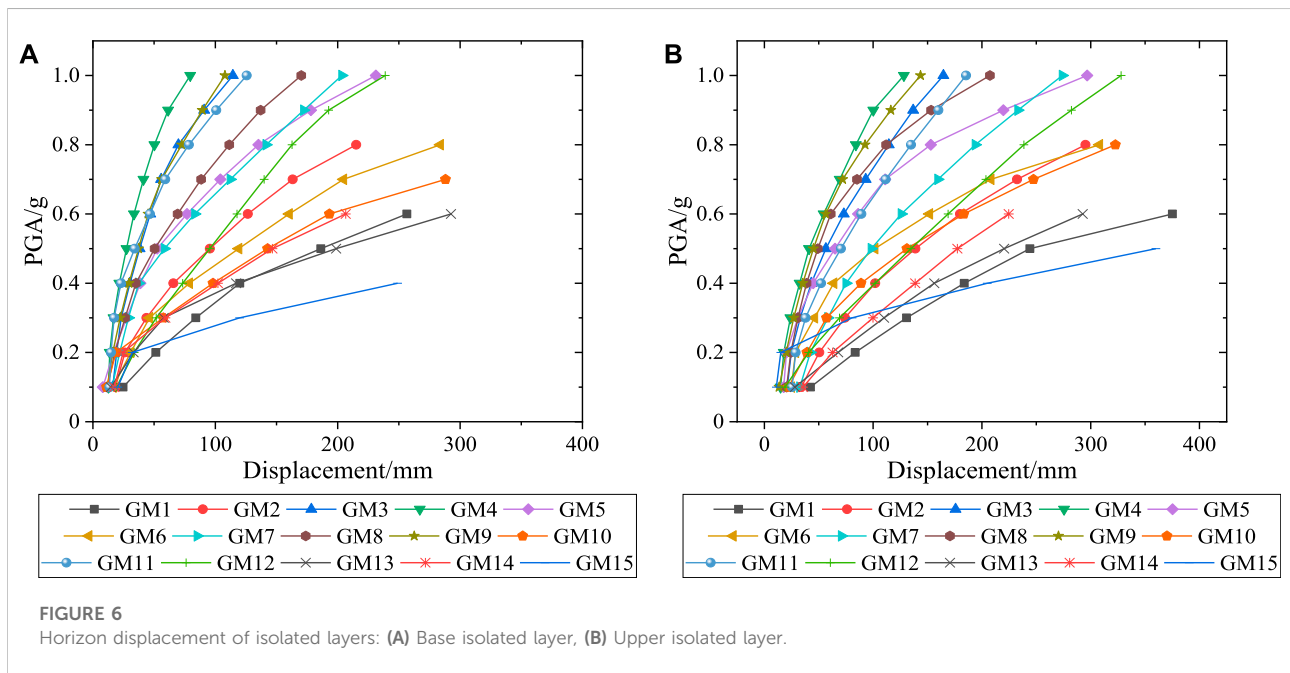 A
B
PGA/g
1.0
0.8
0.6
0.4
0.2
0
0 100 200 300 400
Displacement/mm
PGA/g
1.0
0.8
0.6
0.4
0.2
0
0 100 200 300 400
Displacement/mm
GM1 GM2 GM3 GM4 GM5
GM6 GM7 GM8 GM9 GM10
GM11 GM12 GM13 GM14 GM15
GM1 GM2 GM3 GM4 GM5
GM6 GM7 GM8 GM9 GM10
GM11 GM12 GM13 GM14 GM15
FIGURE 6
Horizon displacement of isolated layers: (A) Base isolated layer, (B) Upper isolated layer.